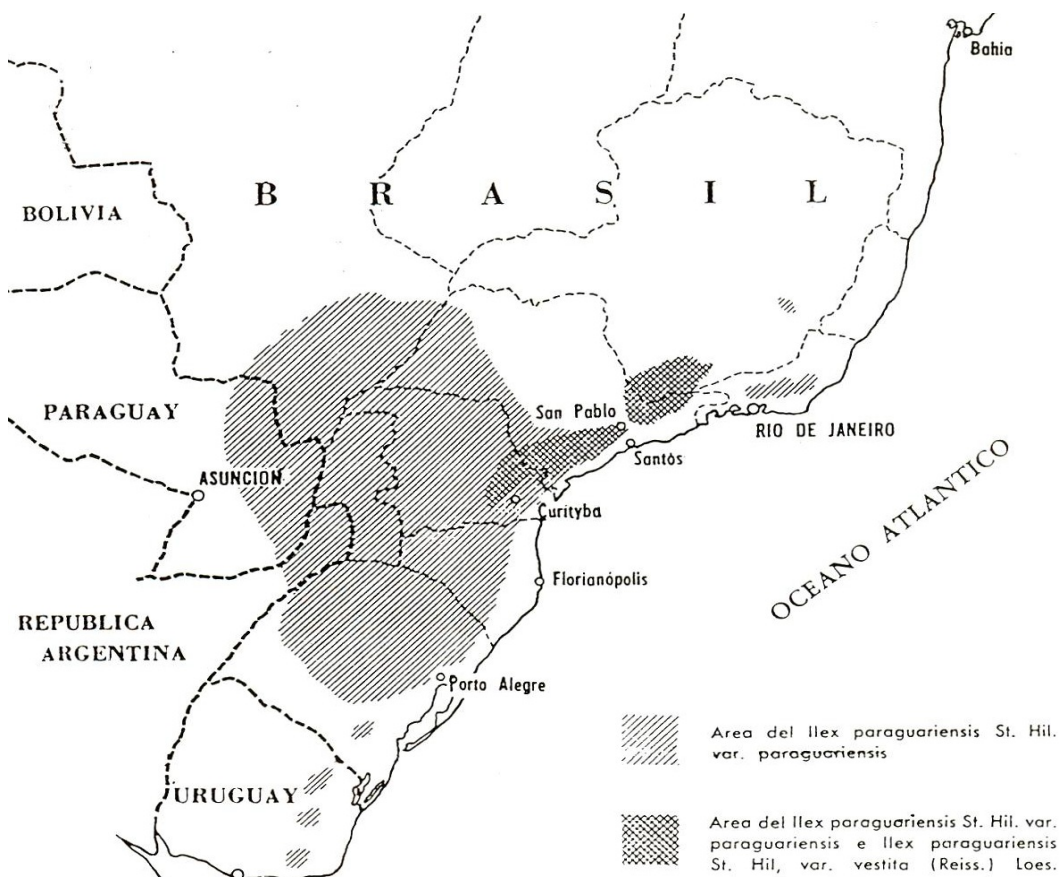 Bahia
B R A S I L
BOLIVIA
PARAGUAY
San Pablo
RIO DE JANEIRO
Santòs
ASUNCION
Curityba
OCEANO ATLANTICO
Florianópolis
REPUBLICA
ARGENTINA
Porto Alegre
URUGUAY
Area del Ilex paraguariensis St. Hil.
var. paraguariensis
Area del Ilex paraguariensis St. Hil. var.
paraguariensis e Ilex paraguariensis
St. Hil, var. vestita (Reiss.) Loes.